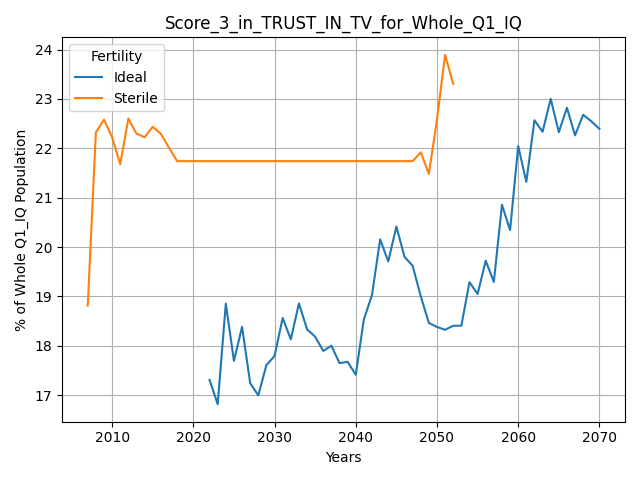 Score_3_in_TRUST_IN_TV_for_Whole_Q1_IQ
Fertility
Ideal
Sterile
% of Whole Q1_IQ Population
24
23
22
21
20
19
18
17
2010
2020
2030
2040
2050
2060
2070
Years